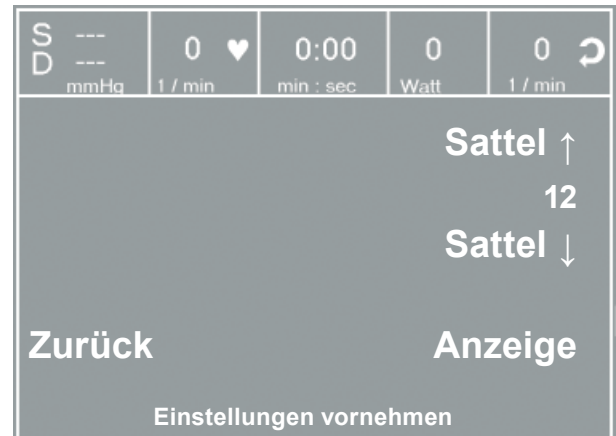 S --- 0 ♥ 0:00 0 0
D ---
mmHg 1 / min min : sec Watt 1 / min
Sattel ↑
12
Sattel ↓
Zurück Anzeige
Einstellungen vornehmen